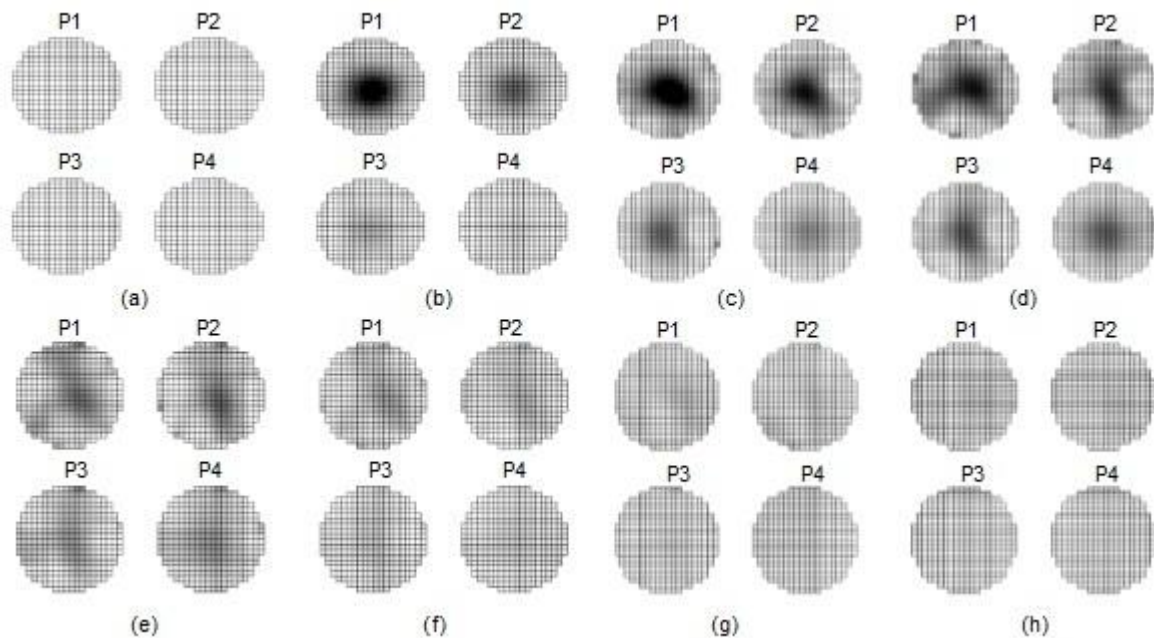 P1 P2 P1 P2 P1 P2 P1 P2
P3 P4 P3 P4 P3 P4 P3 P4
(a) (b) (c) (d)
P1 P2 P1 P2 P1 P2 P1 P2
P3 P4 P3 P4 P3 P4 P3 P4
(e) (f) (g) (h)